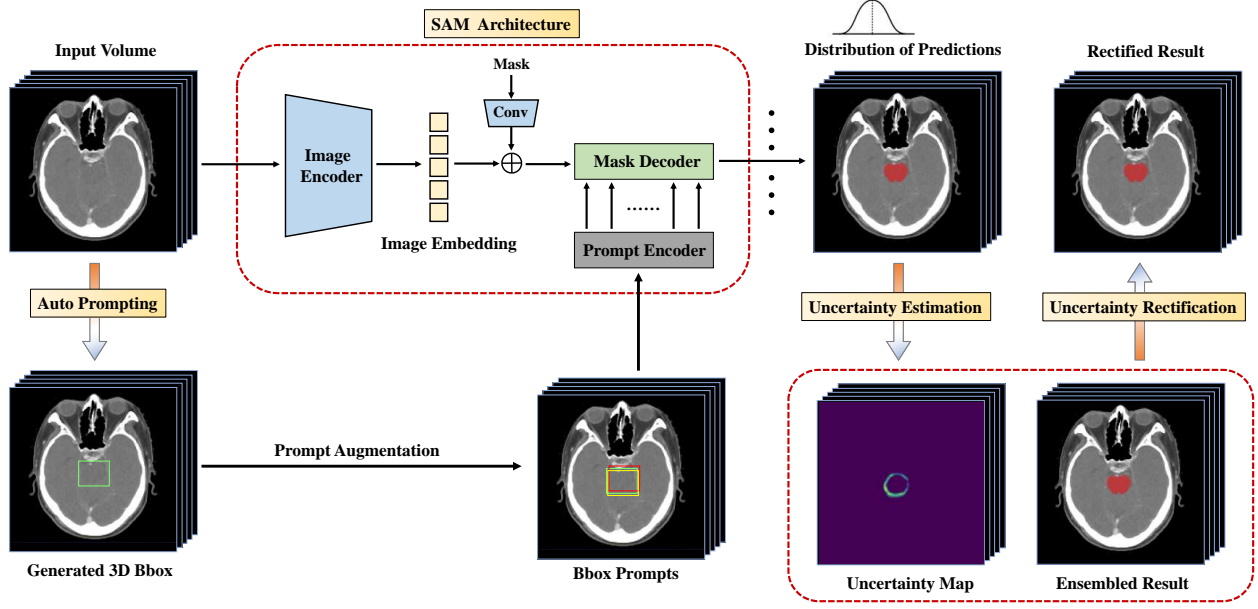 SAM Architecture
Input Volume
Distribution of Predictions
Rectified Result
Mask
Conv
Image
Encoder
Mask Decoder
......
Image Embedding
Prompt Encoder
Auto Prompting
Uncertainty Estimation
Uncertainty Rectification
Prompt Augmentation
Generated 3D Bbox
Bbox Prompts
Uncertainty Map
Ensembled Result